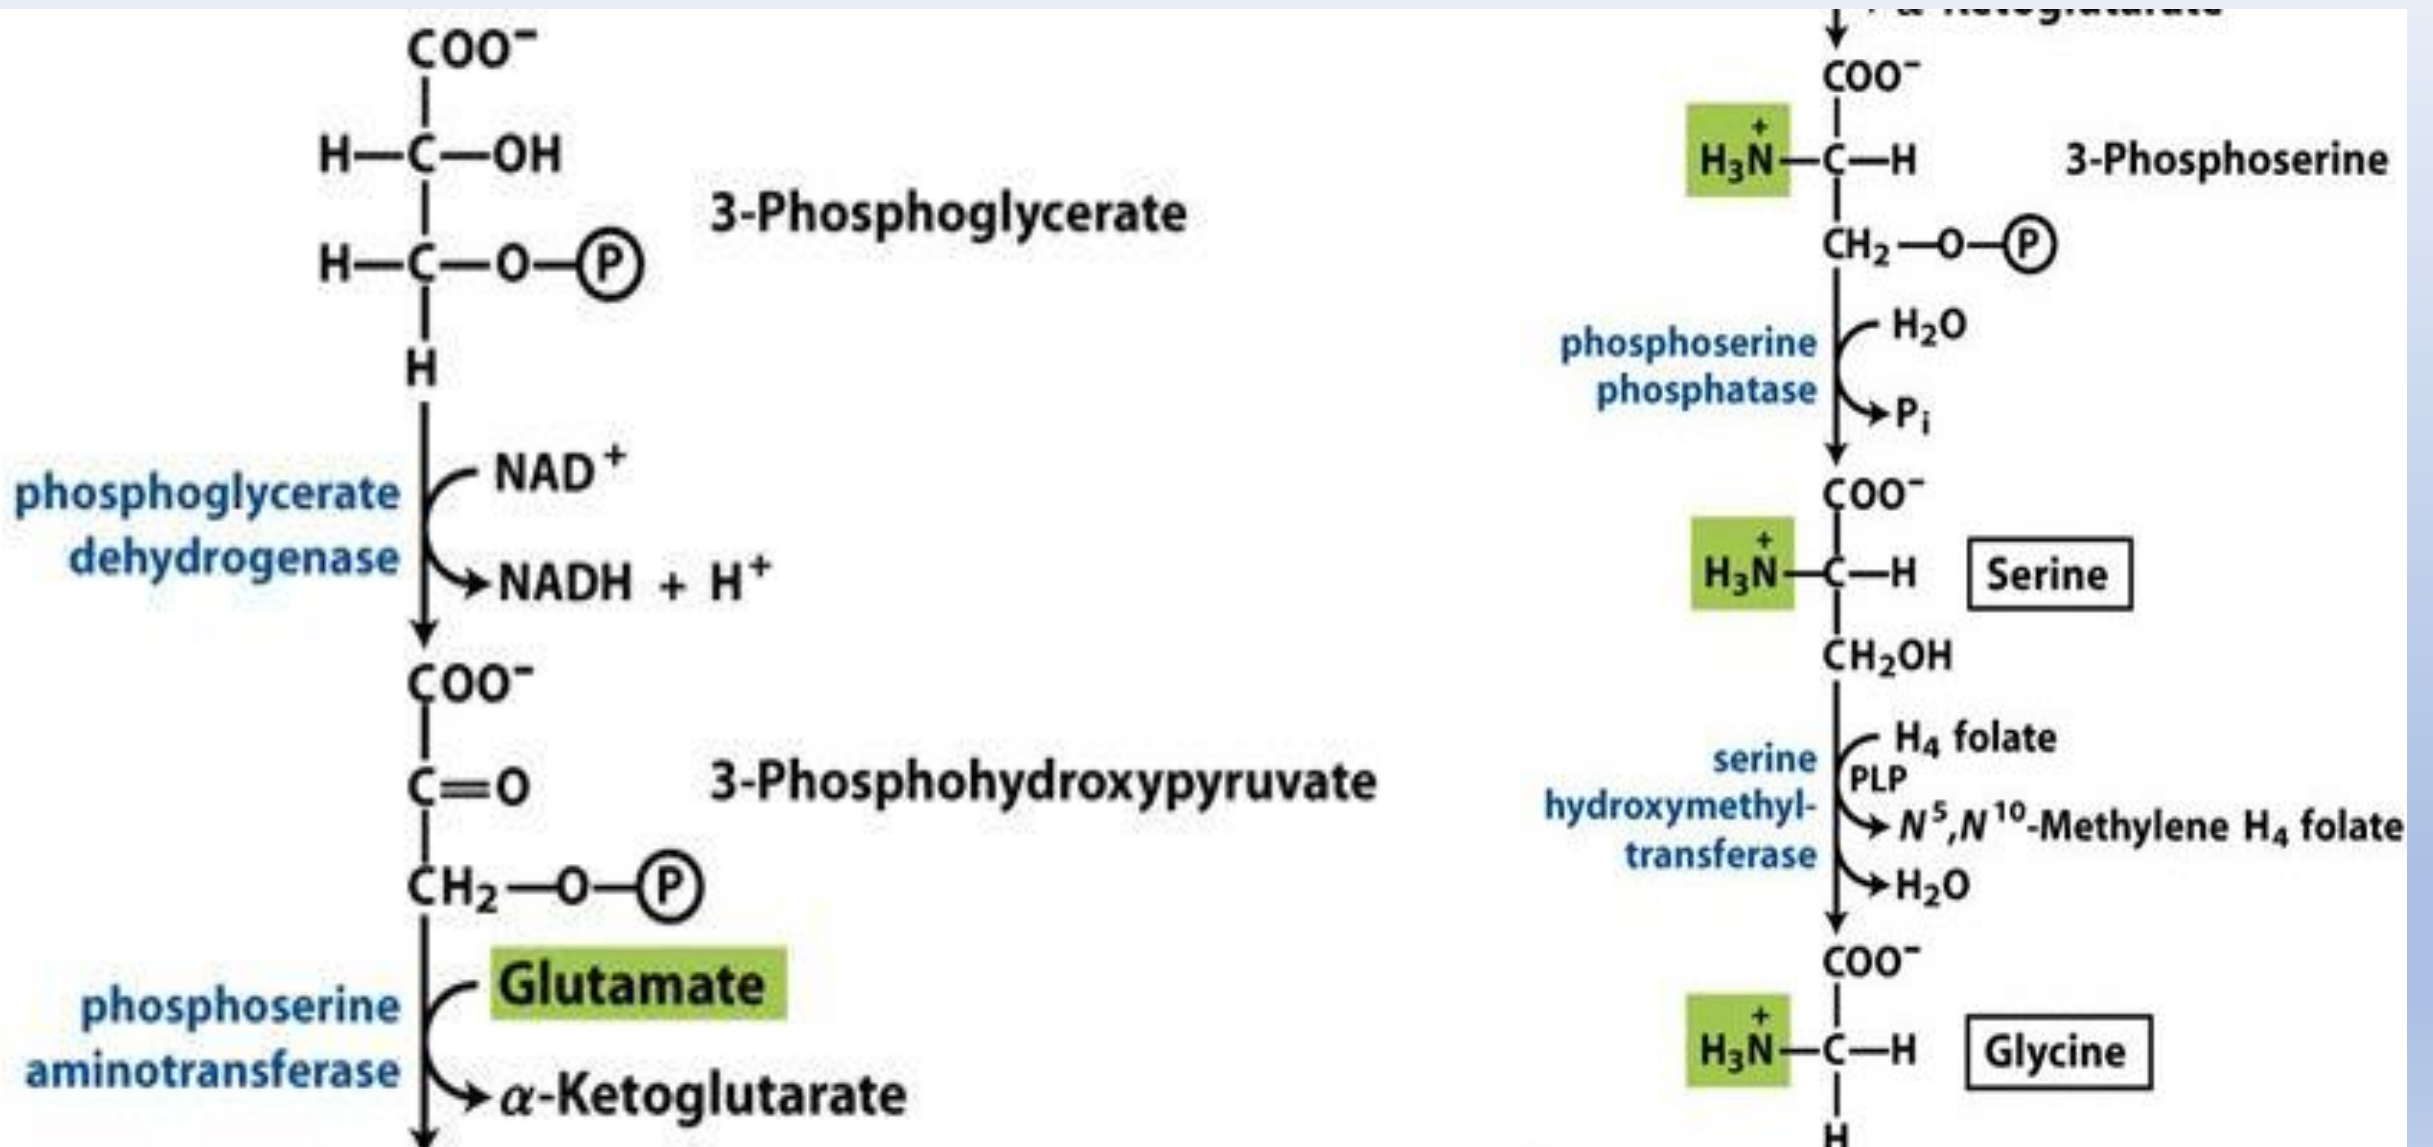 COO⁻
H—C—OH
3-Phosphoglycerate
H—C—O—P
H
NAD⁺
phosphoglycerate
dehydrogenase
NADH + H⁺
COO⁻
C=O
3-Phosphohydroxypyruvate
CH₂—O—P
Glutamate
phosphoserine
aminotransferase
α-Ketoglutarate
α-Ketoglutarate
COO⁻
H₃N⁺—C—H
3-Phosphoserine
CH₂—O—P
H₂O
phosphoserine
phosphatase
Pᵢ
COO⁻
H₃N⁺—C—H
Serine
CH₂OH
H₄ folate
serine
PLP
hydroxymethyl-
N⁵,N¹⁰-Methylene H₄ folate
transferase
H₂O
COO⁻
H₃N⁺—C—H
Glycine
H